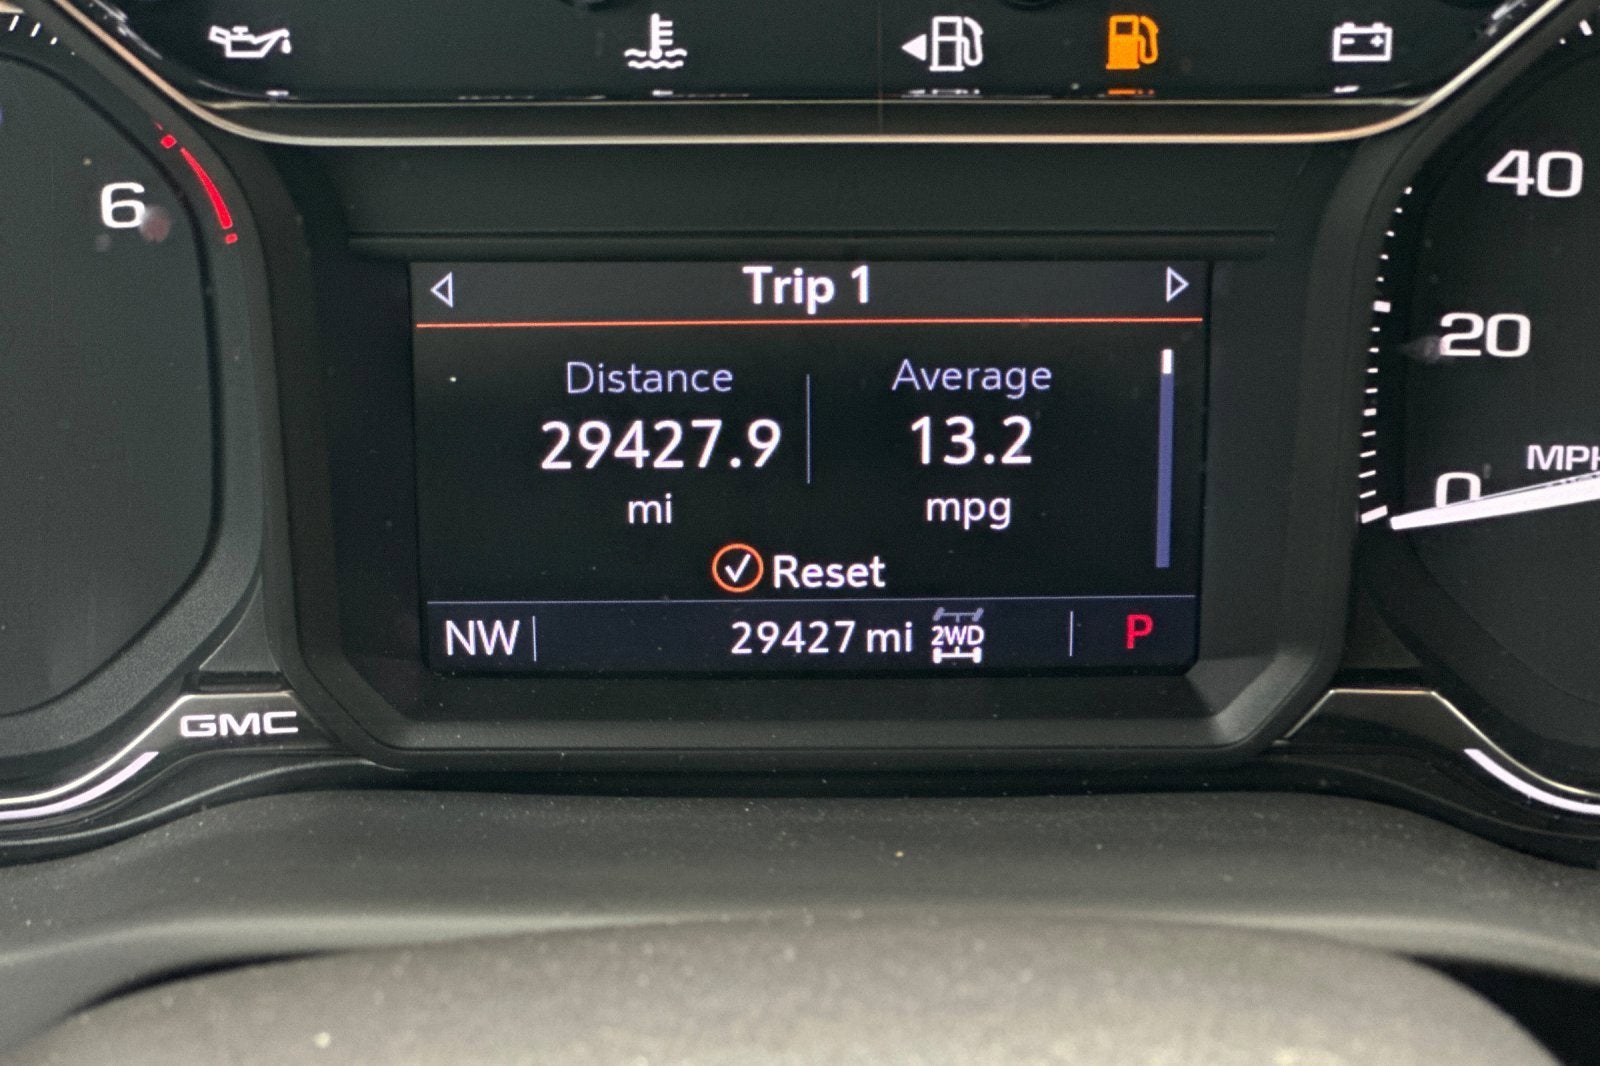 6
40
20
0
MPH
Trip 1
Distance
Average
29427.9
13.2
mi
mpg
Reset
NW
29427 mi
2WD
P
GMC